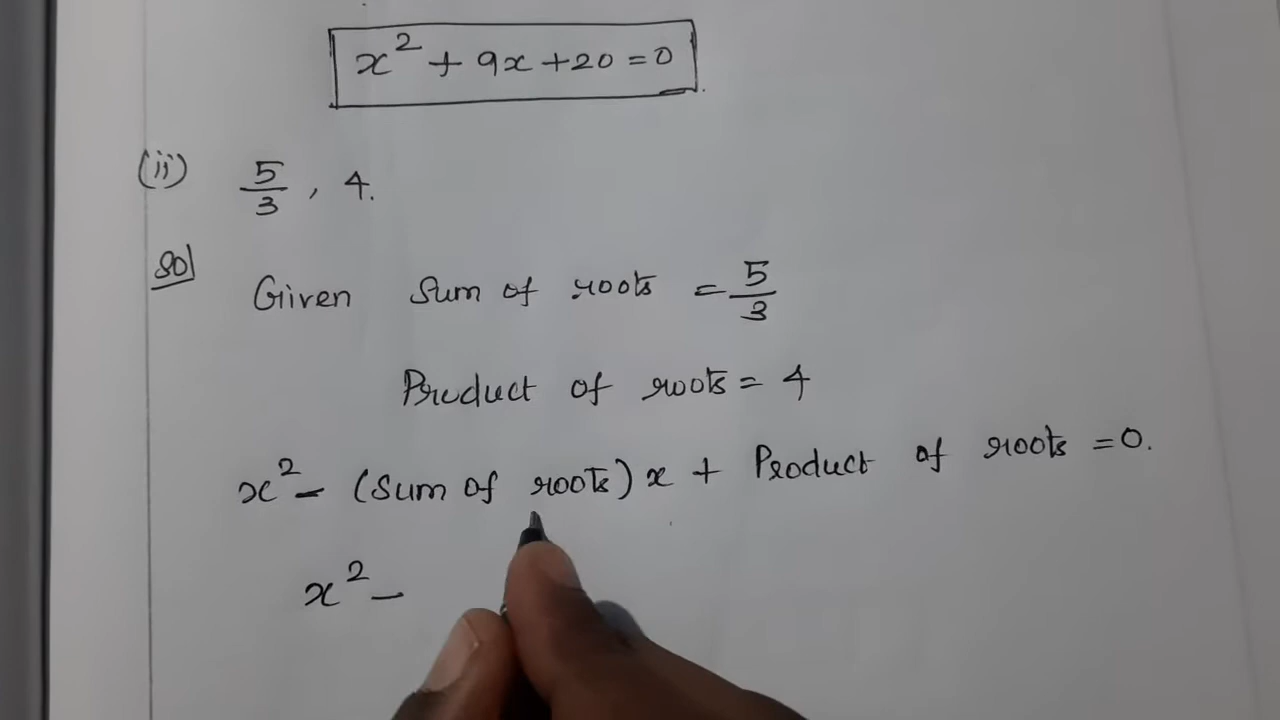 x² + 9x + 20 = 0
(ii) 5/3 , 4.
Sol
Given Sum of roots = 5/3
Product of roots = 4
x² - (Sum of roots) x + Product of roots = 0.
x² -